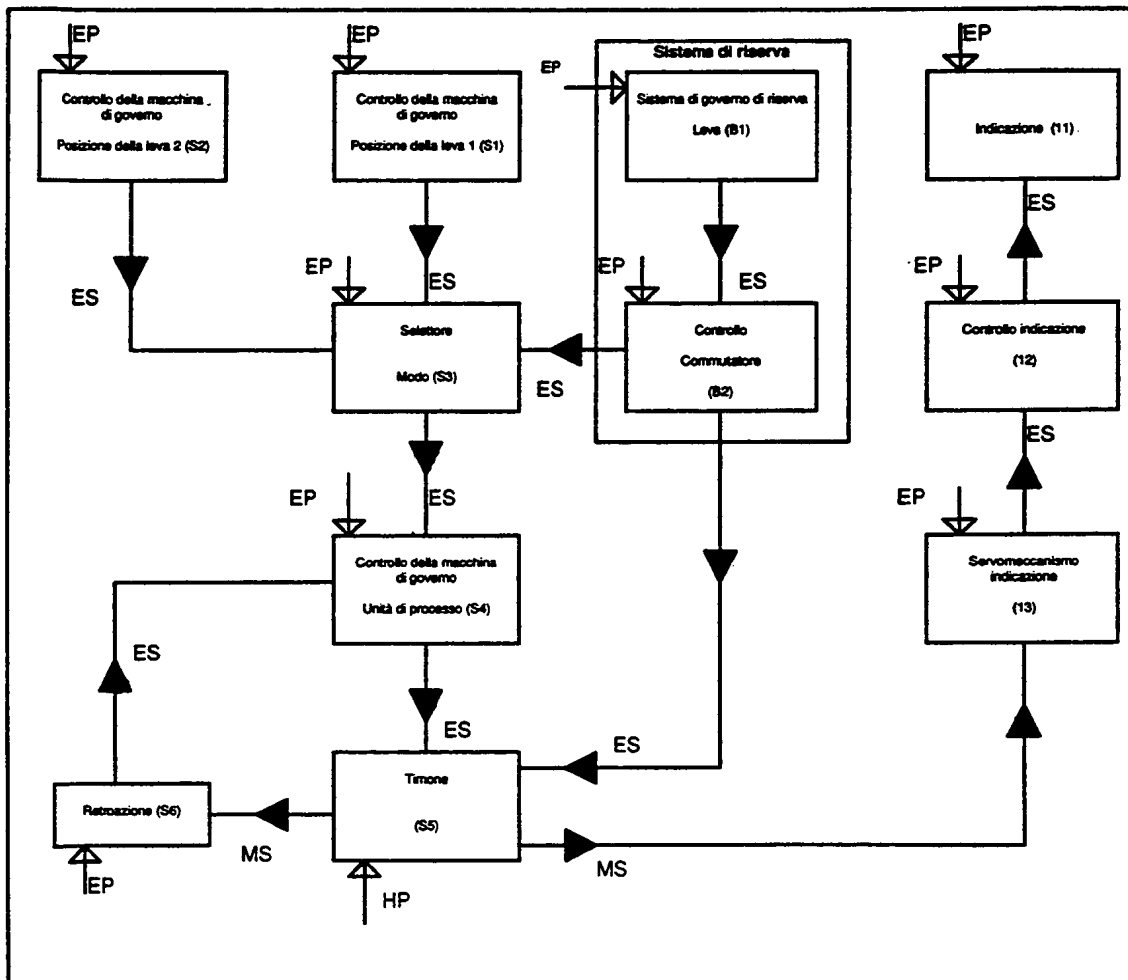 EP
Controllo della macchina
di governo
Posizione della leva 2 (S2)
ES
EP
Controllo della macchina
di governo
Posizione della leva 1 (S1)
ES
Sistema di riserva
EP
Sistema di governo di riserva
Leva (B1)
ES
EP
Indicazione (11)
ES
EP
Selettore
Modo (S3)
ES
EP
Controllo
Commutatore
(B2)
ES
EP
Controllo indicazione
(12)
ES
EP
Controllo della macchina
di governo
Unità di processo (S4)
ES
EP
Servomeccanismo
indicazione
(13)
ES
ES
Timone
(S5)
Retroazione (S6)
MS
MS
EP
HP